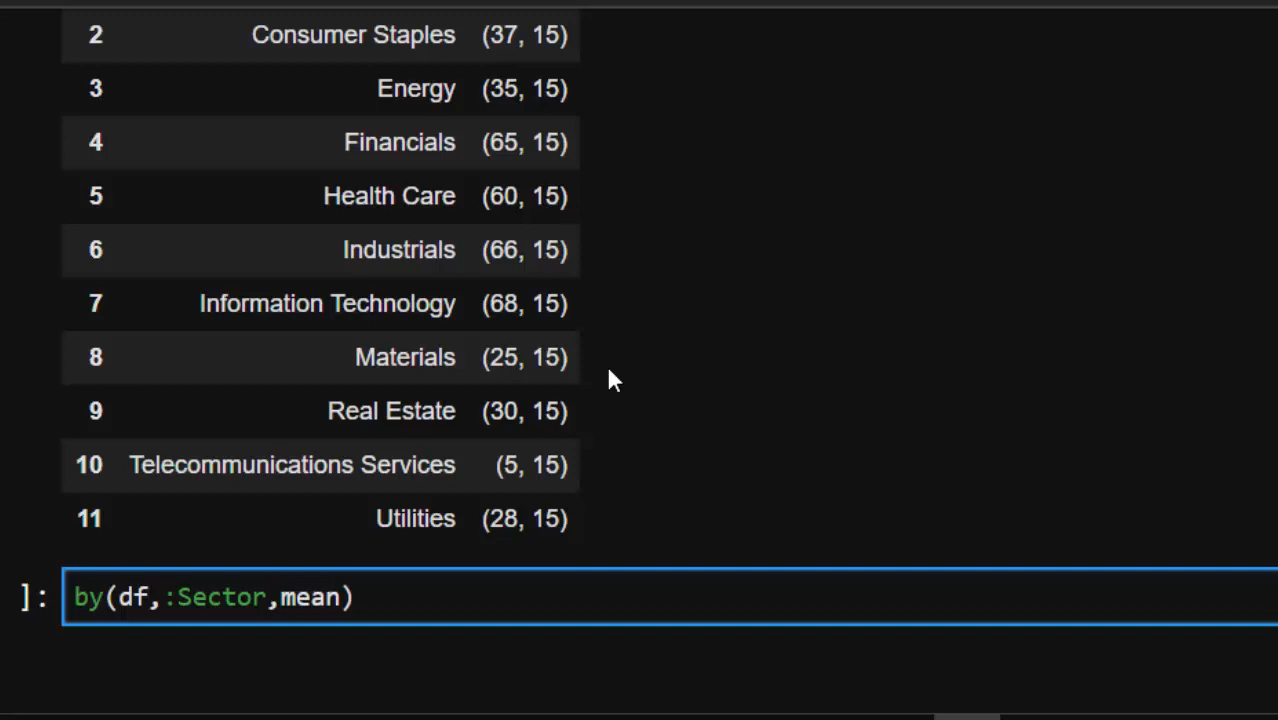 2 Consumer Staples (37, 15)
3 Energy (35, 15)
4 Financials (65, 15)
5 Health Care (60, 15)
6 Industrials (66, 15)
7 Information Technology (68, 15)
8 Materials (25, 15)
9 Real Estate (30, 15)
10 Telecommunications Services (5, 15)
11 Utilities (28, 15)
]: by(df,:Sector,mean)